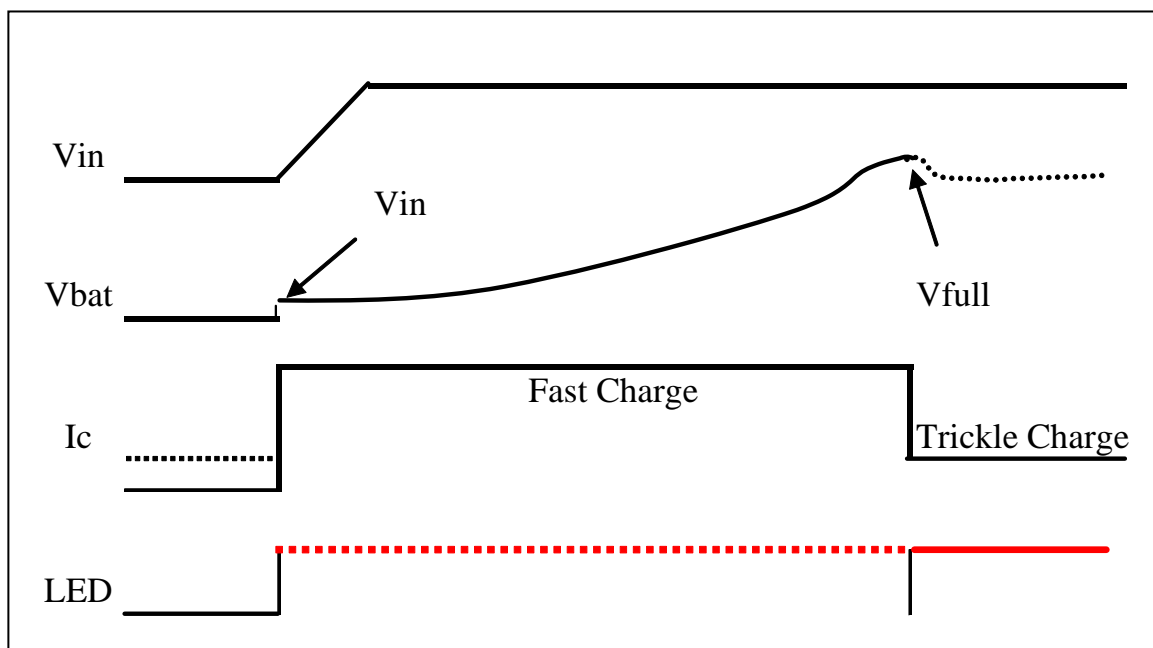 Vin
Vin
Vbat
Vfull
Fast Charge
Ic
Trickle Charge
LED